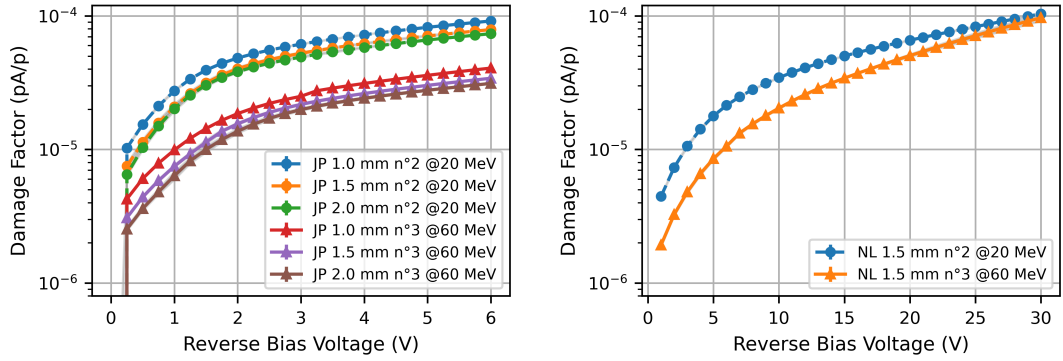 Damage Factor (pA/p)
10⁻⁴
10⁻⁵
10⁻⁶
JP 1.0 mm n°2 @20 MeV
JP 1.5 mm n°2 @20 MeV
JP 2.0 mm n°2 @20 MeV
JP 1.0 mm n°3 @60 MeV
JP 1.5 mm n°3 @60 MeV
JP 2.0 mm n°3 @60 MeV
0 1 2 3 4 5 6
Reverse Bias Voltage (V)
Damage Factor (pA/p)
10⁻⁴
10⁻⁵
10⁻⁶
NL 1.5 mm n°2 @20 MeV
NL 1.5 mm n°3 @60 MeV
0 5 10 15 20 25 30
Reverse Bias Voltage (V)